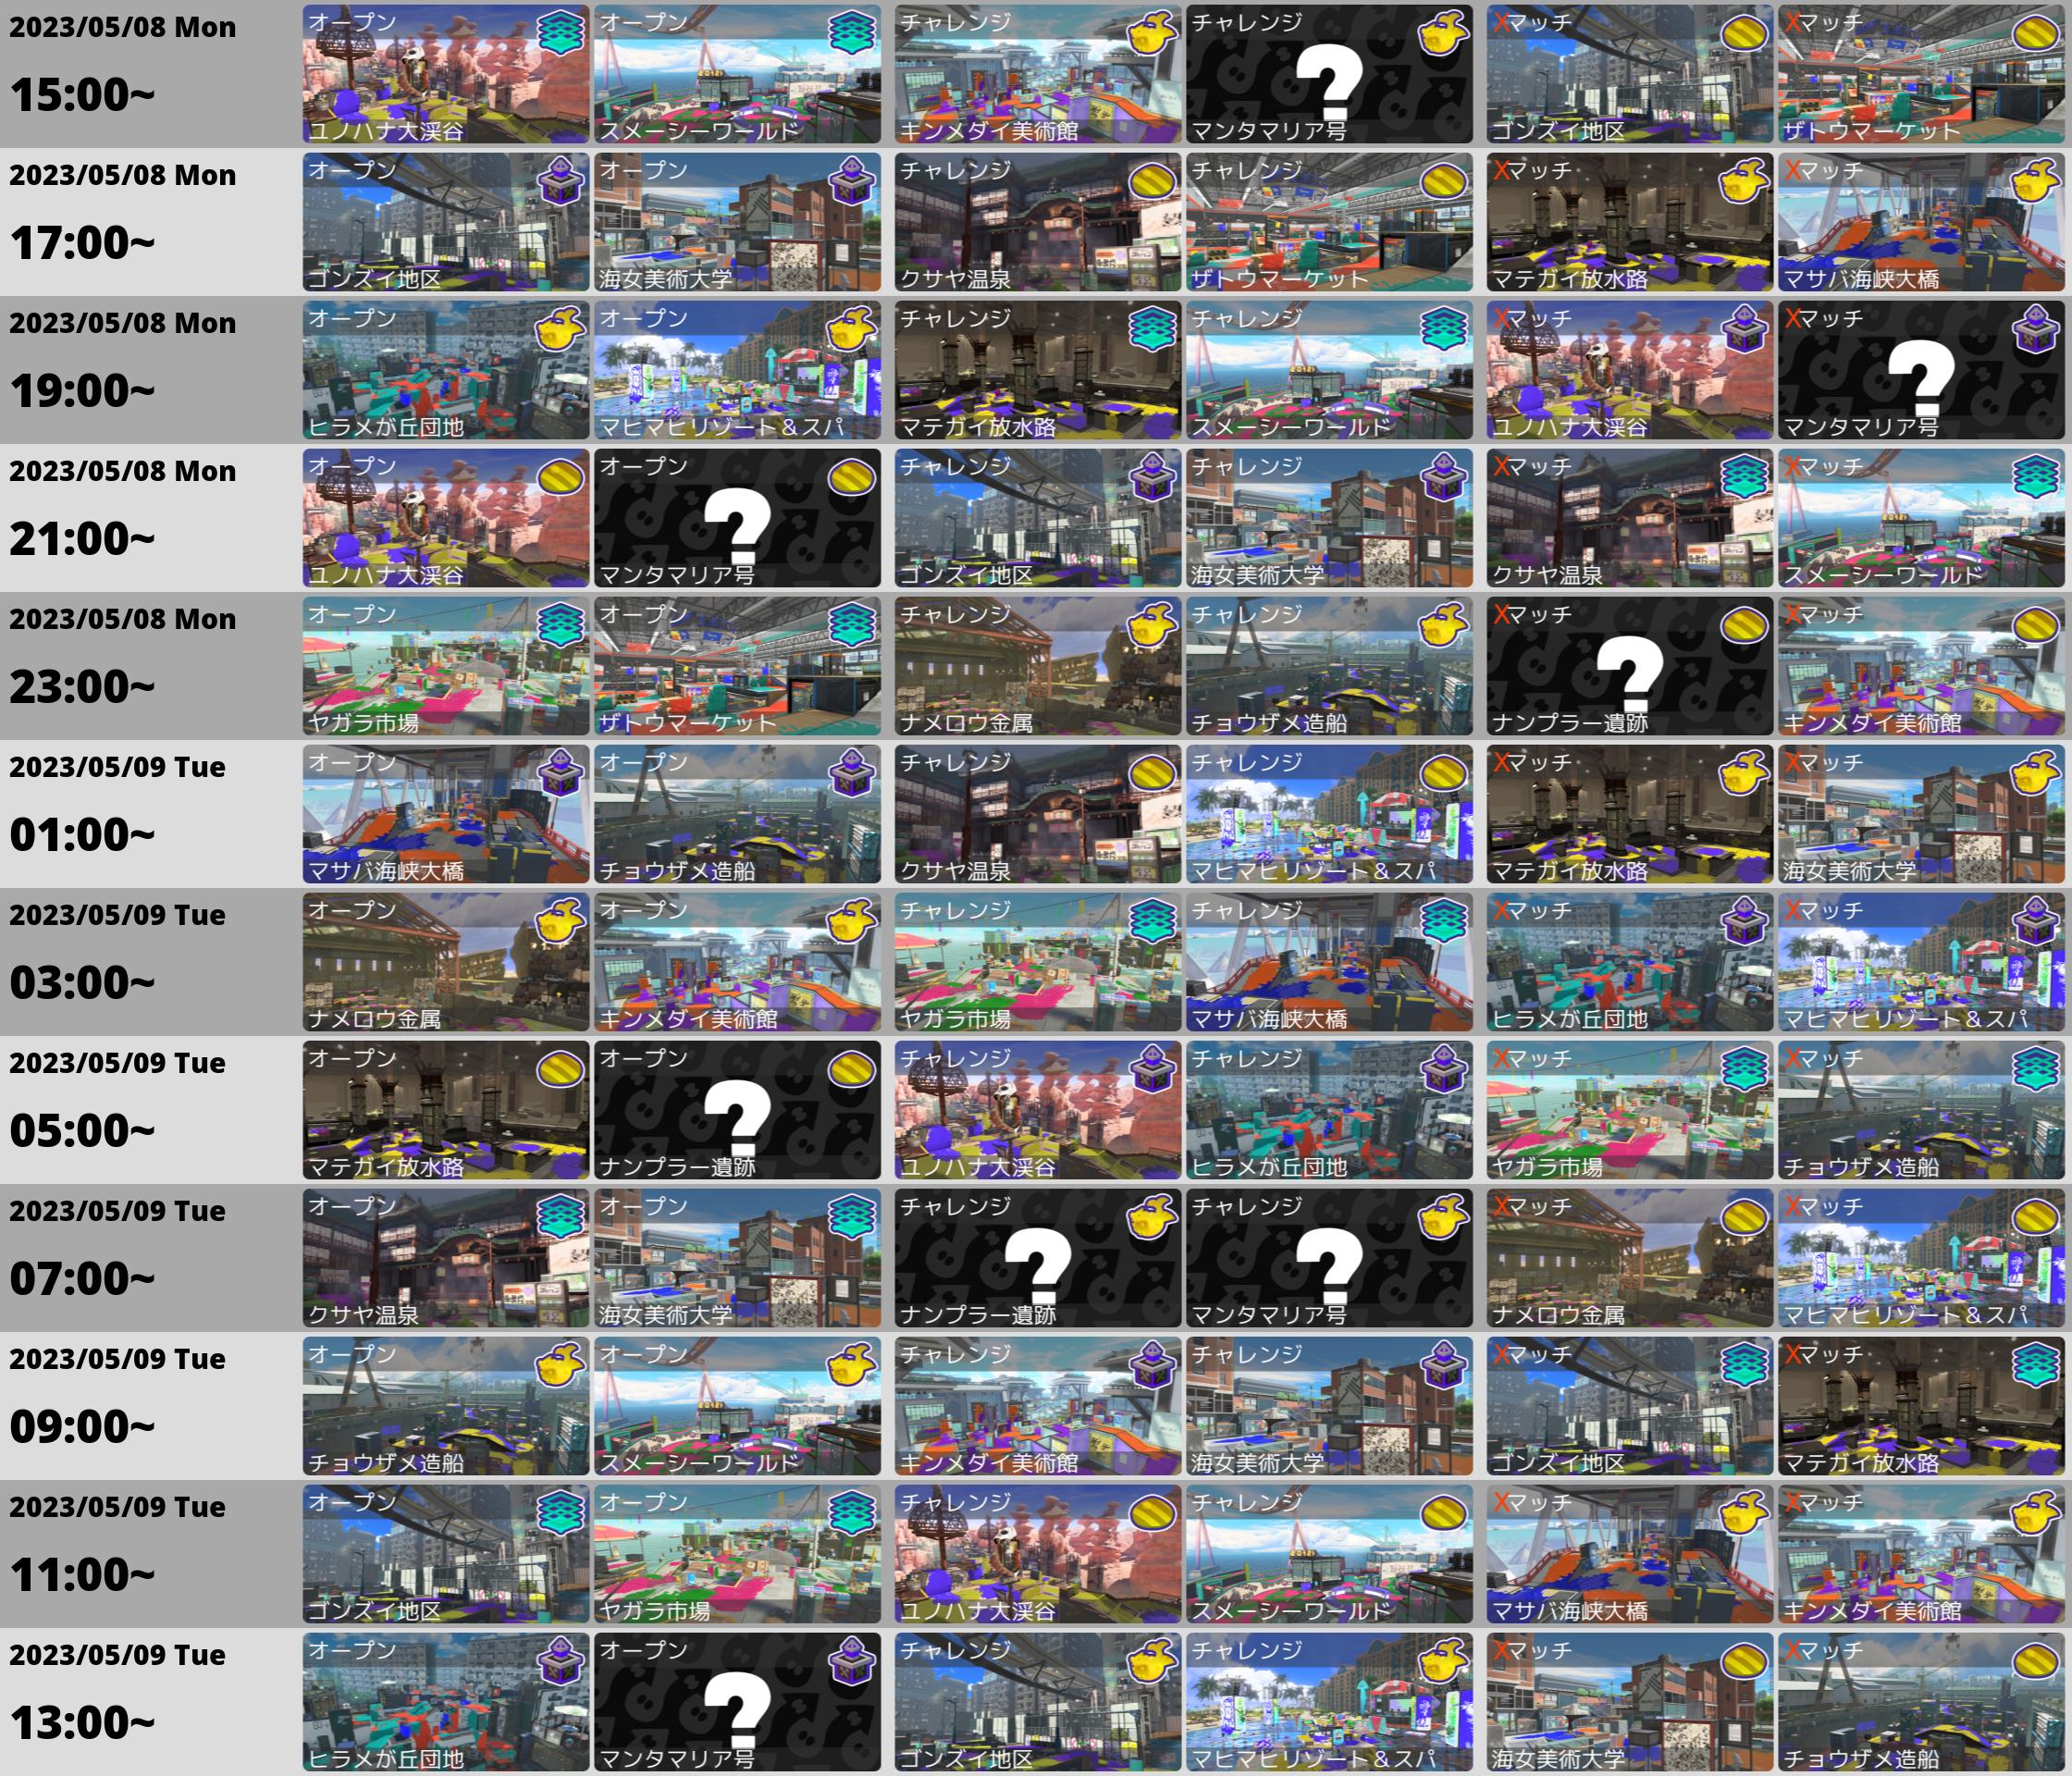 2023/05/08 Mon
15:00~
オープン オープン チャレンジ チャレンジ Xマッチ Xマッチ
ユノハナ大渓谷 スメーシーワールド キンメダイ美術館 マンタマリア号 ゴンズイ地区 ザトウマーケット
2023/05/08 Mon
17:00~
オープン オープン チャレンジ チャレンジ Xマッチ Xマッチ
ゴンズイ地区 海女美術大学 クサヤ温泉 ザトウマーケット マテガイ放水路 マサバ海峡大橋
2023/05/08 Mon
19:00~
オープン オープン チャレンジ チャレンジ Xマッチ Xマッチ
ヒラメが丘団地 マヒマヒリゾート&スパ マテガイ放水路 スメーシーワールド ユノハナ大渓谷 マンタマリア号
2023/05/08 Mon
21:00~
オープン オープン チャレンジ チャレンジ Xマッチ Xマッチ
ユノハナ大渓谷 マンタマリア号 ゴンズイ地区 海女美術大学 クサヤ温泉 スメーシーワールド
2023/05/08 Mon
23:00~
オープン オープン チャレンジ チャレンジ Xマッチ Xマッチ
ヤガラ市場 ザトウマーケット ナメロウ金属 チョウザメ造船 ナンプラー遺跡 キンメダイ美術館
2023/05/09 Tue
01:00~
オープン オープン チャレンジ チャレンジ Xマッチ Xマッチ
マサバ海峡大橋 チョウザメ造船 クサヤ温泉 マヒマヒリゾート&スパ マテガイ放水路 海女美術大学
2023/05/09 Tue
03:00~
オープン オープン チャレンジ チャレンジ Xマッチ Xマッチ
ナメロウ金属 キンメダイ美術館 ヤガラ市場 マサバ海峡大橋 ヒラメが丘団地 マヒマヒリゾート&スパ
2023/05/09 Tue
05:00~
オープン オープン チャレンジ チャレンジ Xマッチ Xマッチ
マテガイ放水路 ナンプラー遺跡 ユノハナ大渓谷 ヒラメが丘団地 ヤガラ市場 チョウザメ造船
2023/05/09 Tue
07:00~
オープン オープン チャレンジ チャレンジ Xマッチ Xマッチ
クサヤ温泉 海女美術大学 ナンプラー遺跡 マンタマリア号 ナメロウ金属 マヒマヒリゾート&スパ
2023/05/09 Tue
09:00~
オープン オープン チャレンジ チャレンジ Xマッチ Xマッチ
チョウザメ造船 スメーシーワールド キンメダイ美術館 海女美術大学 ゴンズイ地区 マテガイ放水路
2023/05/09 Tue
11:00~
オープン オープン チャレンジ チャレンジ Xマッチ Xマッチ
ゴンズイ地区 ヤガラ市場 ユノハナ大渓谷 スメーシーワールド マサバ海峡大橋 キンメダイ美術館
2023/05/09 Tue
13:00~
オープン オープン チャレンジ チャレンジ Xマッチ Xマッチ
ヒラメが丘団地 マンタマリア号 ゴンズイ地区 マヒマヒリゾート&スパ 海女美術大学 チョウザメ造船